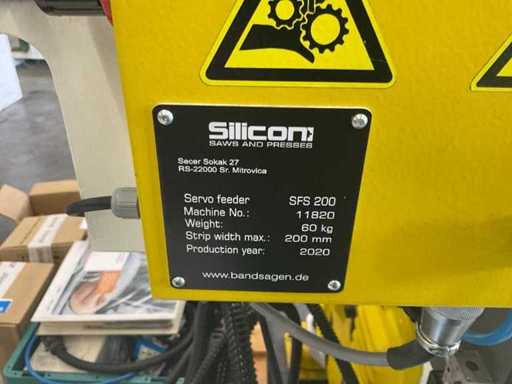 Silicon
SAWS AND PRESSES
Secer Sokak 27
RS-22000 Sr. Mitrovica
Servo feeder SFS 200
Machine No.: 11820
Weight: 60 kg
Strip width max.: 200 mm
Production year: 2020
www.bandsagen.de